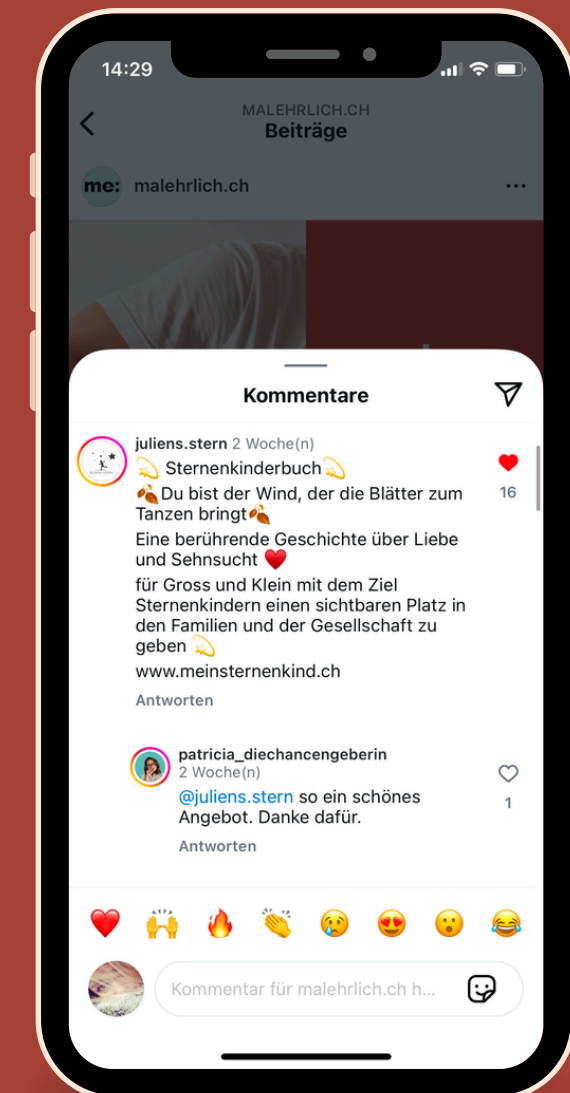 14:29
MALEHRLICH.CH
Beiträge
me: malehrlich.ch
Kommentare
juliens.stern 2 Woche(n)
💫 Sternenkinderbuch💫
🍂Du bist der Wind, der die Blätter zum
Tanzen bringt🍂
Eine berührende Geschichte über Liebe
und Sehnsucht ♥️
für Gross und Klein mit dem Ziel
Sternenkindern einen sichtbaren Platz in
den Familien und der Gesellschaft zu
geben 💫
www.meinsternenkind.ch
16
Antworten
patricia_diechancengeberin
2 Woche(n)
@juliens.stern so ein schönes
Angebot. Danke dafür.
1
Antworten
❤️ 🙌 🔥 👏 😢 😍 😮 😂
Kommentar für malehrlich.ch h...